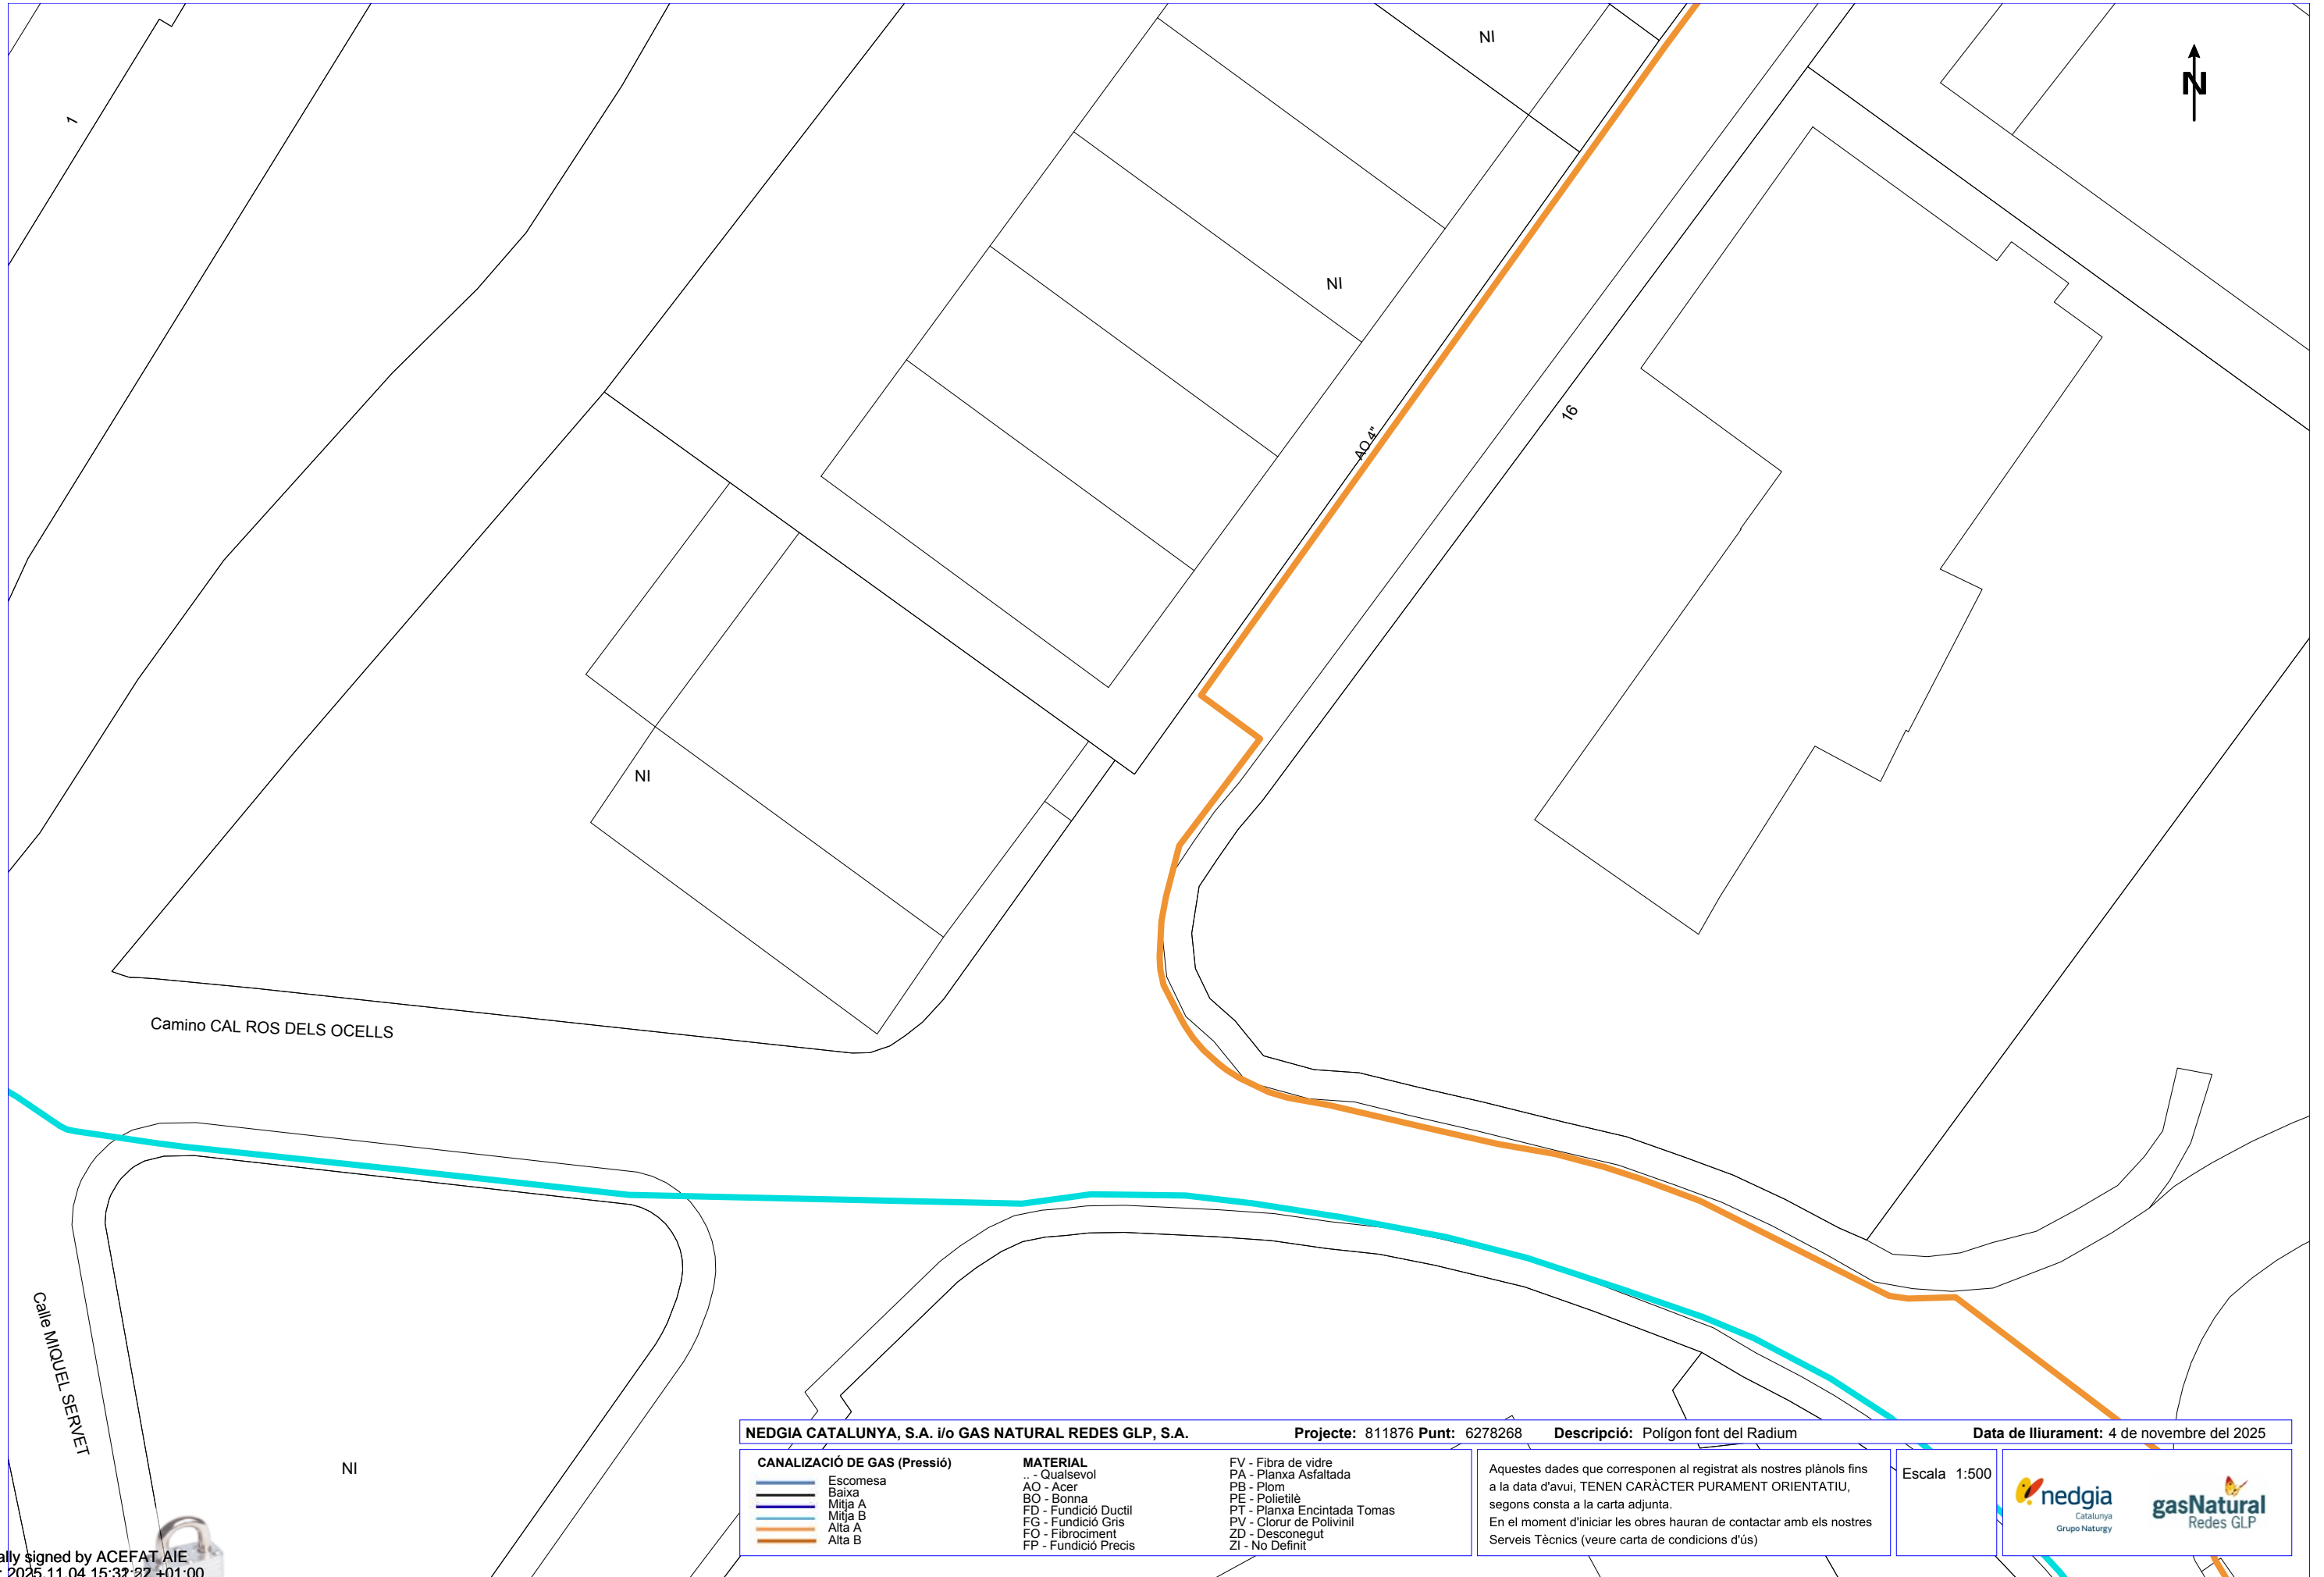 NI
N
1
NI
16
AO 4"
NI
Camino CAL ROS DELS OCELLS
Calle MIQUEL SERVET
NI
NEDGIA CATALUNYA, S.A. i/o GAS NATURAL REDES GLP, S.A.
Projecte: 811876 Punt: 6278268
Descripció: Polígon font del Radium
Data de lliurament: 4 de novembre del 2025
CANALIZACIÓ DE GAS (Pressió)
Escomesa
Baixa
Mitja A
Mitja B
Alta A
Alta B
MATERIAL
.. - Qualsevol
AO - Acer
BO - Bonna
FD - Fundició Ductil
FG - Fundició Gris
FO - Fibrociment
FP - Fundició Precis
FV - Fibra de vidre
PA - Planxa Asfaltada
PB - Plom
PE - Polietilè
PT - Planxa Encintada Tomas
PV - Clorur de Polivinil
ZD - Desconegut
ZI - No Definit
Aquestes dades que corresponen al registrat als nostres plànols fins
a la data d'avui, TENEN CARÀCTER PURAMENT ORIENTATIU,
segons consta a la carta adjunta.
En el moment d'iniciar les obres hauran de contactar amb els nostres
Serveis Tècnics (veure carta de condicions d'ús)
Escala 1:500
nedgia
Catalunya
Grupo Naturgy
gasNatural
Redes GLP
ally signed by ACEFAT AIE
: 2025.11.04 +01:00